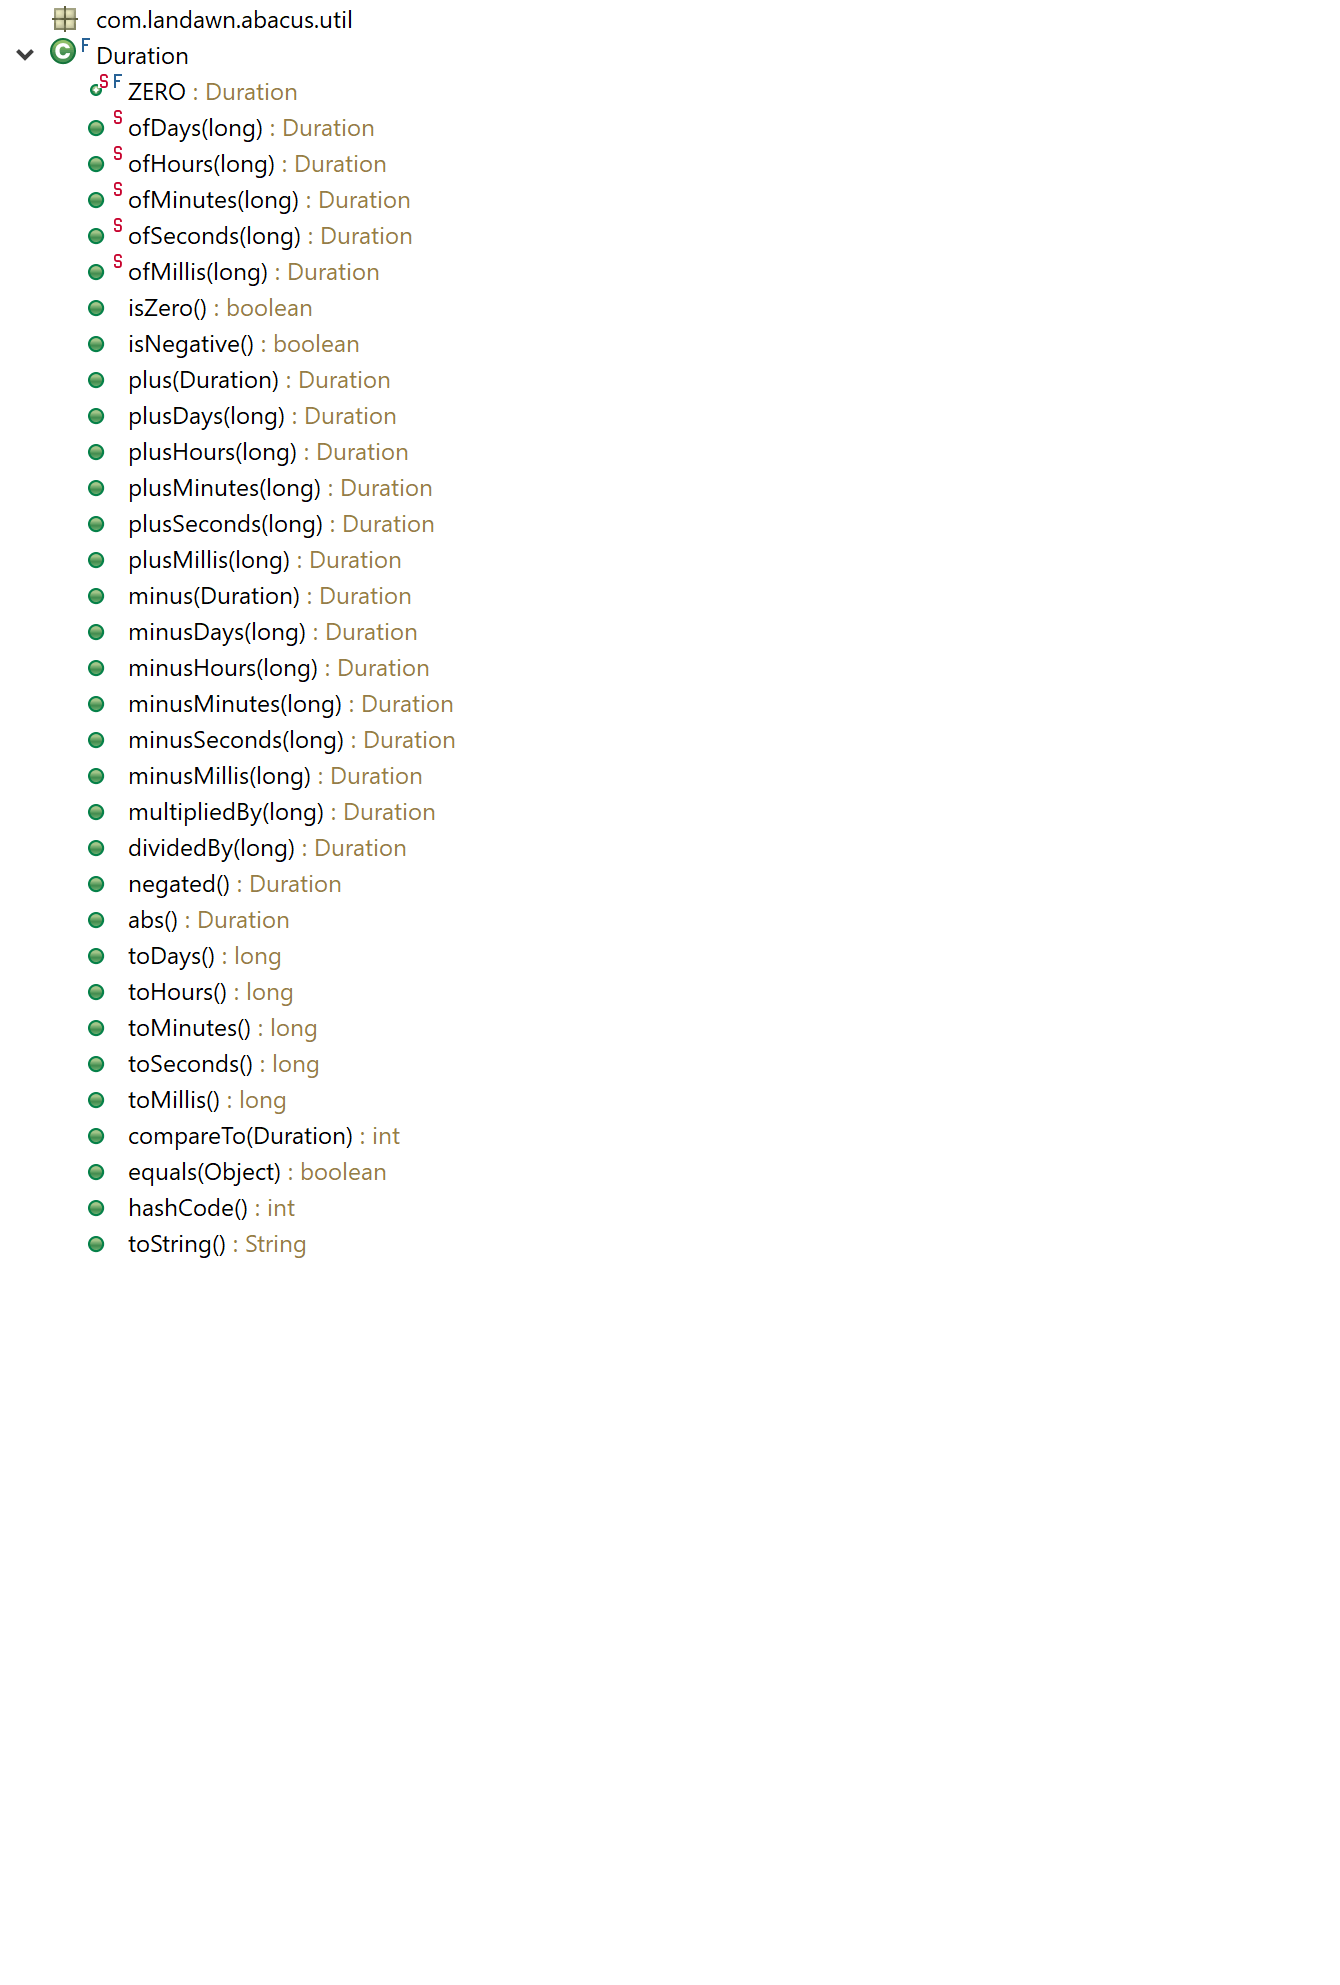 com.landawn.abacus.util
F Duration
S F ZERO : Duration
S ofDays(long) : Duration
S ofHours(long) : Duration
S ofMinutes(long) : Duration
S ofSeconds(long) : Duration
S ofMillis(long) : Duration
isZero() : boolean
isNegative() : boolean
plus(Duration) : Duration
plusDays(long) : Duration
plusHours(long) : Duration
plusMinutes(long) : Duration
plusSeconds(long) : Duration
plusMillis(long) : Duration
minus(Duration) : Duration
minusDays(long) : Duration
minusHours(long) : Duration
minusMinutes(long) : Duration
minusSeconds(long) : Duration
minusMillis(long) : Duration
multipliedBy(long) : Duration
dividedBy(long) : Duration
negated() : Duration
abs() : Duration
toDays() : long
toHours() : long
toMinutes() : long
toSeconds() : long
toMillis() : long
compareTo(Duration) : int
equals(Object) : boolean
hashCode() : int
toString() : String